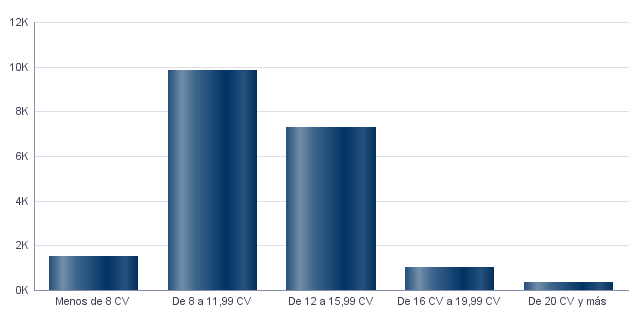 12K
10K
8K
6K
4K
2K
0K
Menos de 8 CV
De 8 a 11,99 CV
De 12 a 15,99 CV
De 16 CV a 19,99 CV
De 20 CV y más